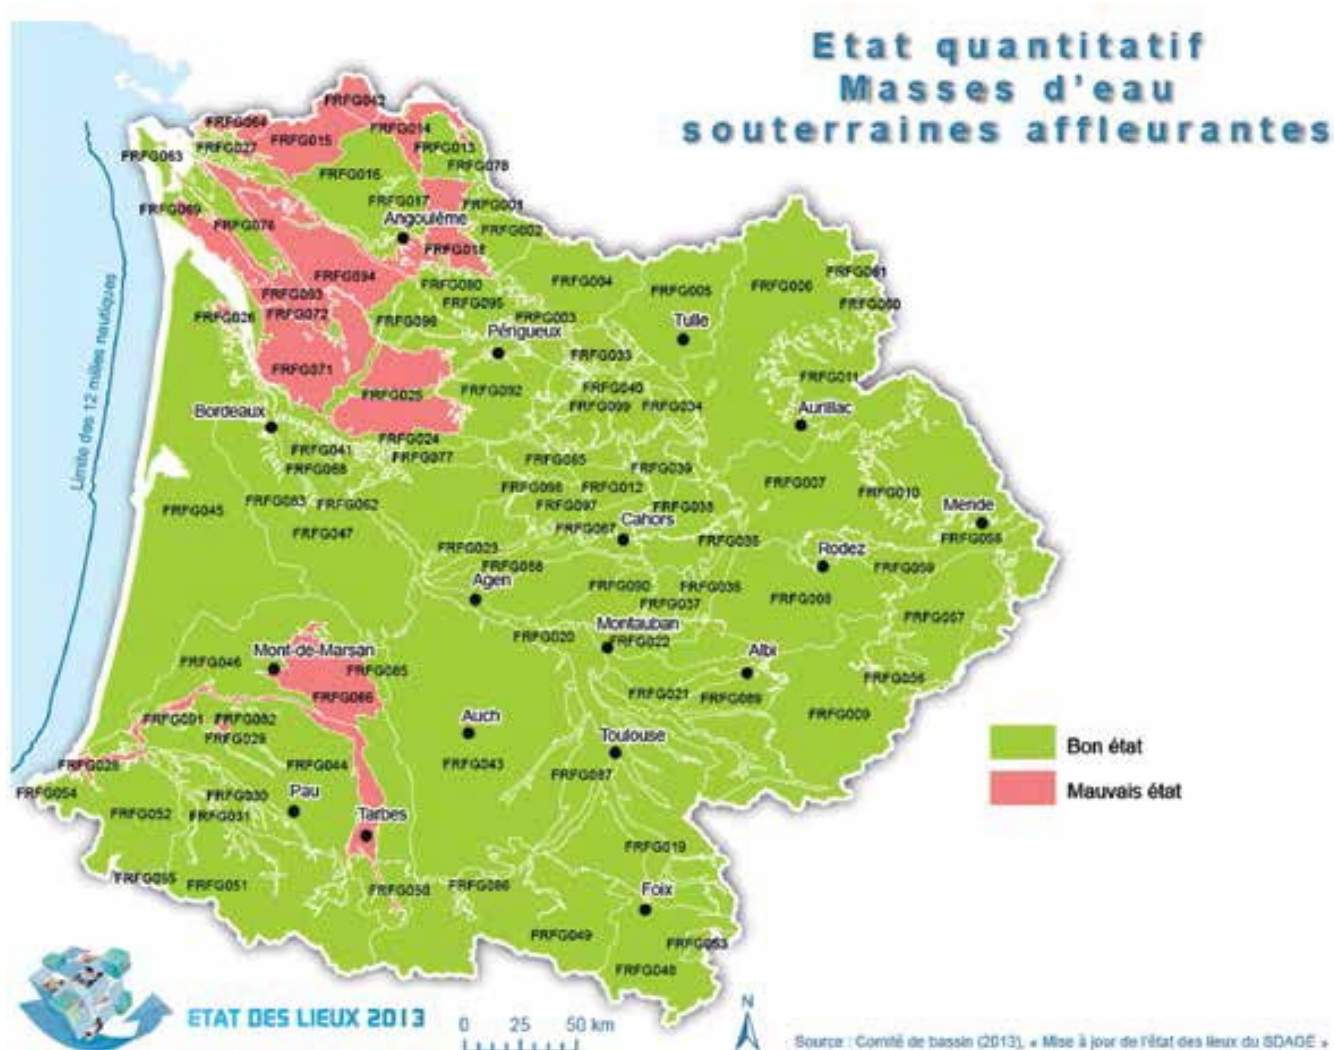 Etat quantitatif
Masses d'eau
souterraines affleurantes
FRFG042
FRFG064
FRFG015
FRFG014
FRFG027
FRFG013
FRFG063
FRFG078
FRFG016
FRFG017
FRFG001
FRFG069
Angoulême
FRFG076
FRFG002
FRFG018
FRFG094
FRFG004
FRFG006
FRFG061
FRFG080
FRFG005
FRFG093
FRFG095
FRFG060
FRFG026
FRFG072
FRFG096
FRFG003
Tulle
Périgueux
FRFG033
FRFG071
FRFG011
FRFG025
FRFG092
FRFG040
FRFG099
FRFG034
Limite des 12 milles nautiques
Bordeaux
Aurillac
FRFG024
FRFG041
FRFG077
FRFG068
FRFG065
FRFG039
FRFG007
FRFG098
FRFG012
FRFG010
FRFG045
FRFG083
FRFG062
FRFG097
FRFG038
Mende
FRFG047
FRFG067
Cahors
FRFG035
FRFG058
FRFG023
Rodez
FRFG088
FRFG059
Agen
FRFG090
FRFG036
FRFG008
FRFG037
FRFG057
Montauban
FRFG020
FRFG022
Mont-de-Marsan
Albi
FRFG046
FRFG085
FRFG056
FRFG066
FRFG021
FRFG089
FRFG091
FRFG082
Auch
FRFG009
FRFG029
Toulouse
Bon état
FRFG028
FRFG044
FRFG043
FRFG087
FRFG054
FRFG030
Pau
Mauvais état
FRFG052
FRFG031
Tarbes
FRFG019
FRFG055
FRFG051
FRFG050
FRFG086
Foix
FRFG049
FRFG053
FRFG048
ETAT DES LIEUX 2013
0 25 50 km
N
Source : Comité de bassin (2013), « Mise à jour de l'état des lieux du SDAGE »